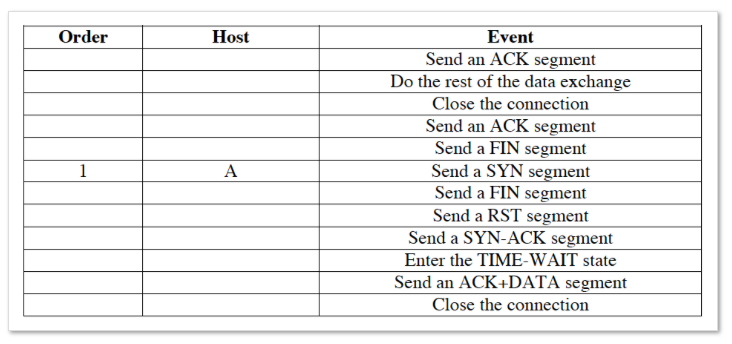 Order Host Event
Send an ACK segment
Do the rest of the data exchange
Close the connection
Send an ACK segment
Send a FIN segment
1 A Send a SYN segment
Send a FIN segment
Send a RST segment
Send a SYN-ACK segment
Enter the TIME-WAIT state
Send an ACK+DATA segment
Close the connection